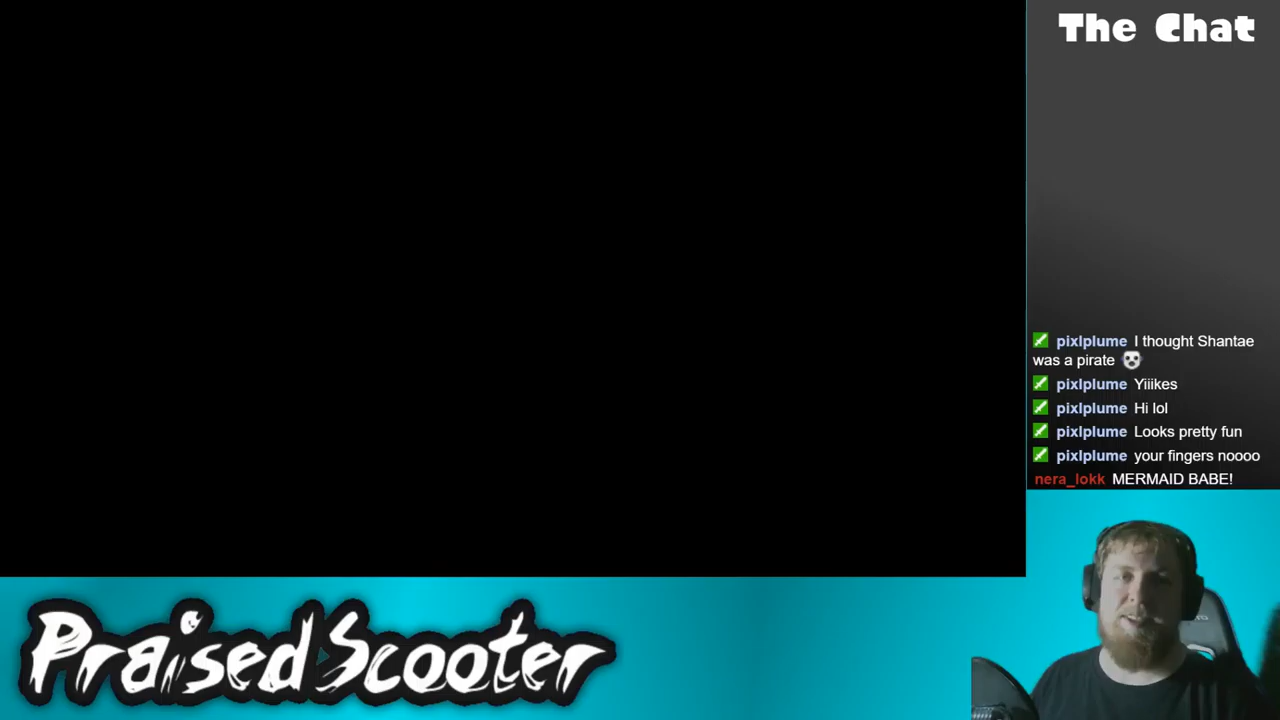 The Chat
pixlplume I thought Shantae
was a pirate
pixlplume Yiiikes
pixlplume Hi lol
pixlplume Looks pretty fun
pixlplume your fingers noooo
nera_lokk MERMAID BABE!
PraisedScooter